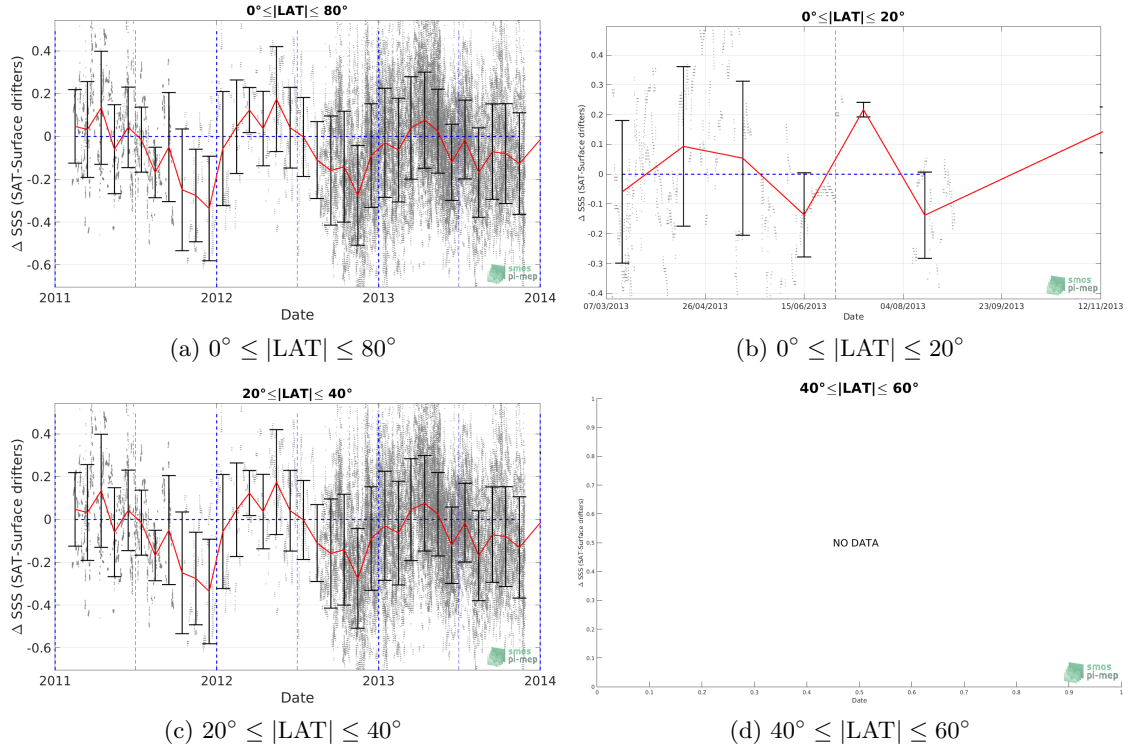 0°≤|LAT|≤ 80°
Δ SSS (SAT-Surface drifters)
0.4
0.2
0
-0.2
-0.4
-0.6
2011 2012 2013 2014
Date
smos
pi-mep
(a) 0° ≤ |LAT| ≤ 80°
0°≤|LAT|≤ 20°
Δ SSS (SAT-Surface drifters)
0.4
0.3
0.2
0.1
0
-0.1
-0.2
-0.3
-0.4
07/03/2013 26/04/2013 15/06/2013 04/08/2013 23/09/2013 12/11/2013
Date
smos
pi-mep
(b) 0° ≤ |LAT| ≤ 20°
20°≤|LAT|≤ 40°
Δ SSS (SAT-Surface drifters)
0.4
0.2
0
-0.2
-0.4
-0.6
2011 2012 2013 2014
Date
smos
pi-mep
(c) 20° ≤ |LAT| ≤ 40°
40°≤|LAT|≤ 60°
Δ SSS (SAT-Surface drifters)
1
0.9
0.8
0.7
0.6
0.5
0.4
0.3
0.2
0.1
0
NO DATA
0 0.1 0.2 0.3 0.4 0.5 0.6 0.7 0.8 0.9 1
Date
smos
pi-mep
(d) 40° ≤ |LAT| ≤ 60°